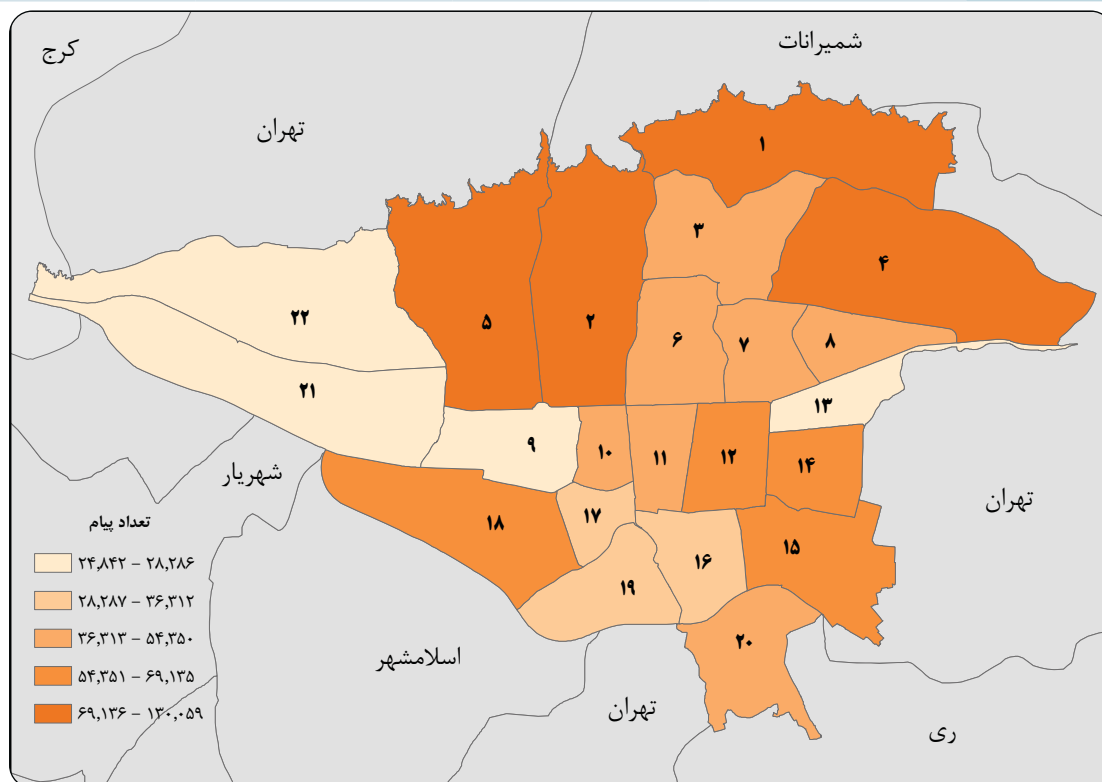 شمیرانات
کرج
تهران
۱
۳
۴
۲۲
۵
۲
۶
۷
۸
۲۱
۱۳
۹
۱۰
۱۱
۱۲
۱۴
شهریار
تهران
۱۸
۱۷
۱۵
۱۶
۱۹
۲۰
اسلامشهر
تهران
ری
تعداد پیام
۲۴,۸۴۲ – ۲۸,۲۸۶
۲۸,۲۸۷ – ۳۶,۳۱۲
۳۶,۳۱۳ – ۵۴,۳۵۰
۵۴,۳۵۱ – ۶۹,۱۳۵
۶۹,۱۳۶ – ۱۳۰,۰۵۹